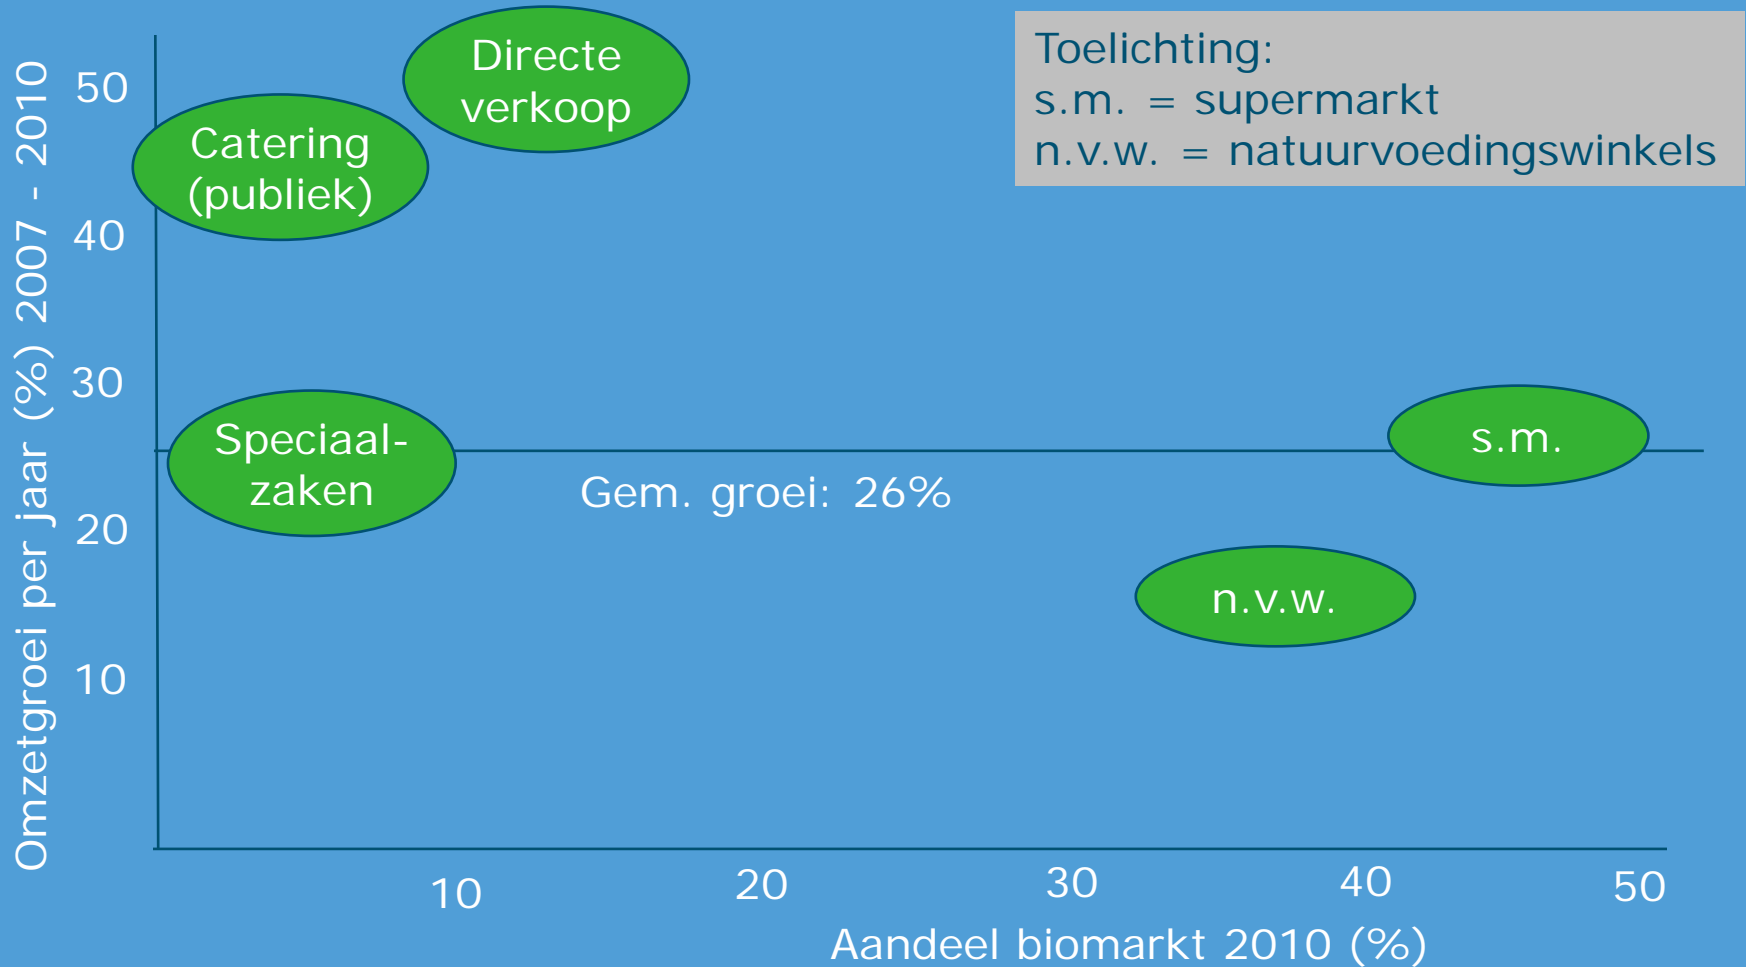 Omzetgroei per jaar (%) 2007 - 2010
50
40
30
20
10
Directe
verkoop
Catering
(publiek)
Toelichting:
s.m. = supermarkt
n.v.w. = natuurvoedingswinkels
Speciaal-
zaken
s.m.
Gem. groei: 26%
n.v.w.
10
20
30
40
50
Aandeel biomarkt 2010 (%)